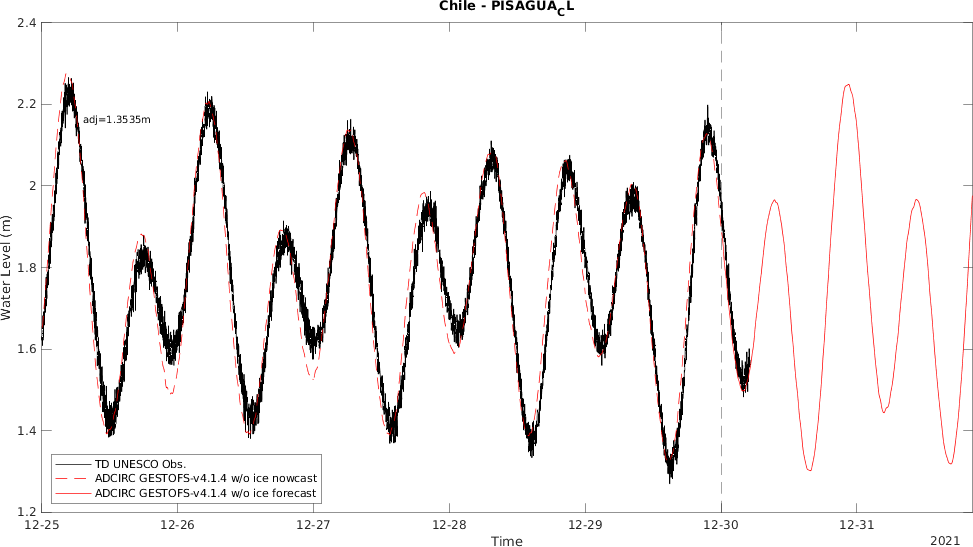 Chile - PISAGUA_CL
2.4
2.2
2
1.8
1.6
1.4
1.2
Water Level (m)
adj=1.3535m
TD UNESCO Obs.
ADCIRC GESTOFS-v4.1.4 w/o ice nowcast
ADCIRC GESTOFS-v4.1.4 w/o ice forecast
12-25
12-26
12-27
12-28
12-29
12-30
12-31
Time
2021